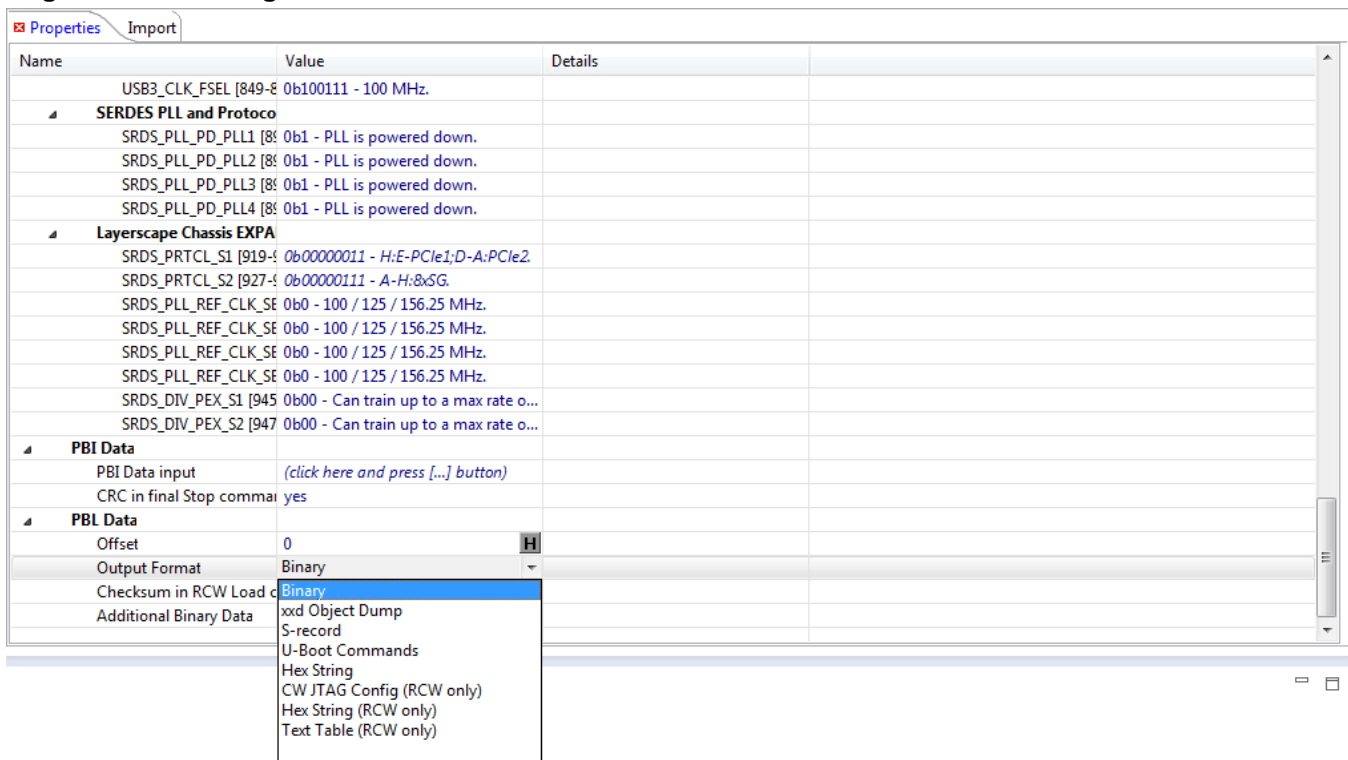 Properties Import
Name Value Details
USB3_CLK_FSEL [849-8 0b100111 - 100 MHz.
SERDES PLL and Protoco
SRDS_PLL_PD_PLL1 [89 0b1 - PLL is powered down.
SRDS_PLL_PD_PLL2 [89 0b1 - PLL is powered down.
SRDS_PLL_PD_PLL3 [89 0b1 - PLL is powered down.
SRDS_PLL_PD_PLL4 [89 0b1 - PLL is powered down.
Layerscape Chassis EXPA
SRDS_PRTCL_S1 [919-9 0b00000011 - H:E-PCIe1;D-A:PCIe2.
SRDS_PRTCL_S2 [927-9 0b00000111 - A-H:8xSG.
SRDS_PLL_REF_CLK_SE 0b0 - 100 / 125 / 156.25 MHz.
SRDS_PLL_REF_CLK_SE 0b0 - 100 / 125 / 156.25 MHz.
SRDS_PLL_REF_CLK_SE 0b0 - 100 / 125 / 156.25 MHz.
SRDS_PLL_REF_CLK_SE 0b0 - 100 / 125 / 156.25 MHz.
SRDS_DIV_PEX_S1 [945 0b00 - Can train up to a max rate o...
SRDS_DIV_PEX_S2 [947 0b00 - Can train up to a max rate o...
PBI Data
PBI Data input (click here and press [...] button)
CRC in final Stop commai yes
PBL Data
Offset 0 H
Output Format Binary
Checksum in RCW Load c Binary
Additional Binary Data xxd Object Dump
S-record
U-Boot Commands
Hex String
CW JTAG Config (RCW only)
Hex String (RCW only)
Text Table (RCW only)